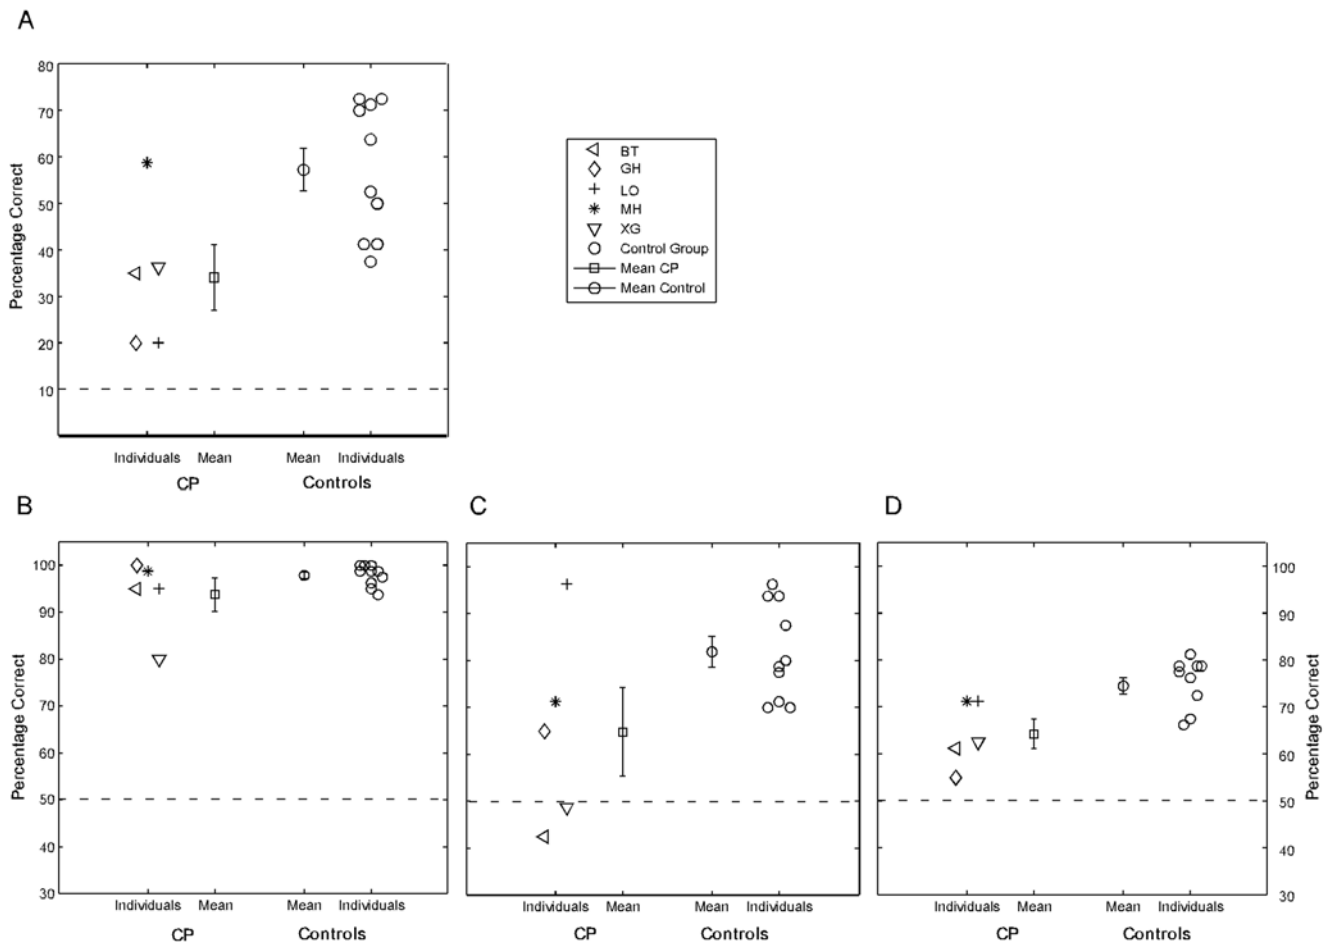 A
80
70
60
50
40
30
20
10
Percentage Correct
Individuals Mean Mean Individuals
CP Controls
BT
GH
LO
MH
XG
Control Group
Mean CP
Mean Control
B
100
90
80
70
60
50
40
30
Percentage Correct
Individuals Mean Mean Individuals
CP Controls
C
Individuals Mean Mean Individuals
CP Controls
D
100
90
80
70
60
50
40
30
Percentage Correct
Individuals Mean Mean Individuals
CP Controls